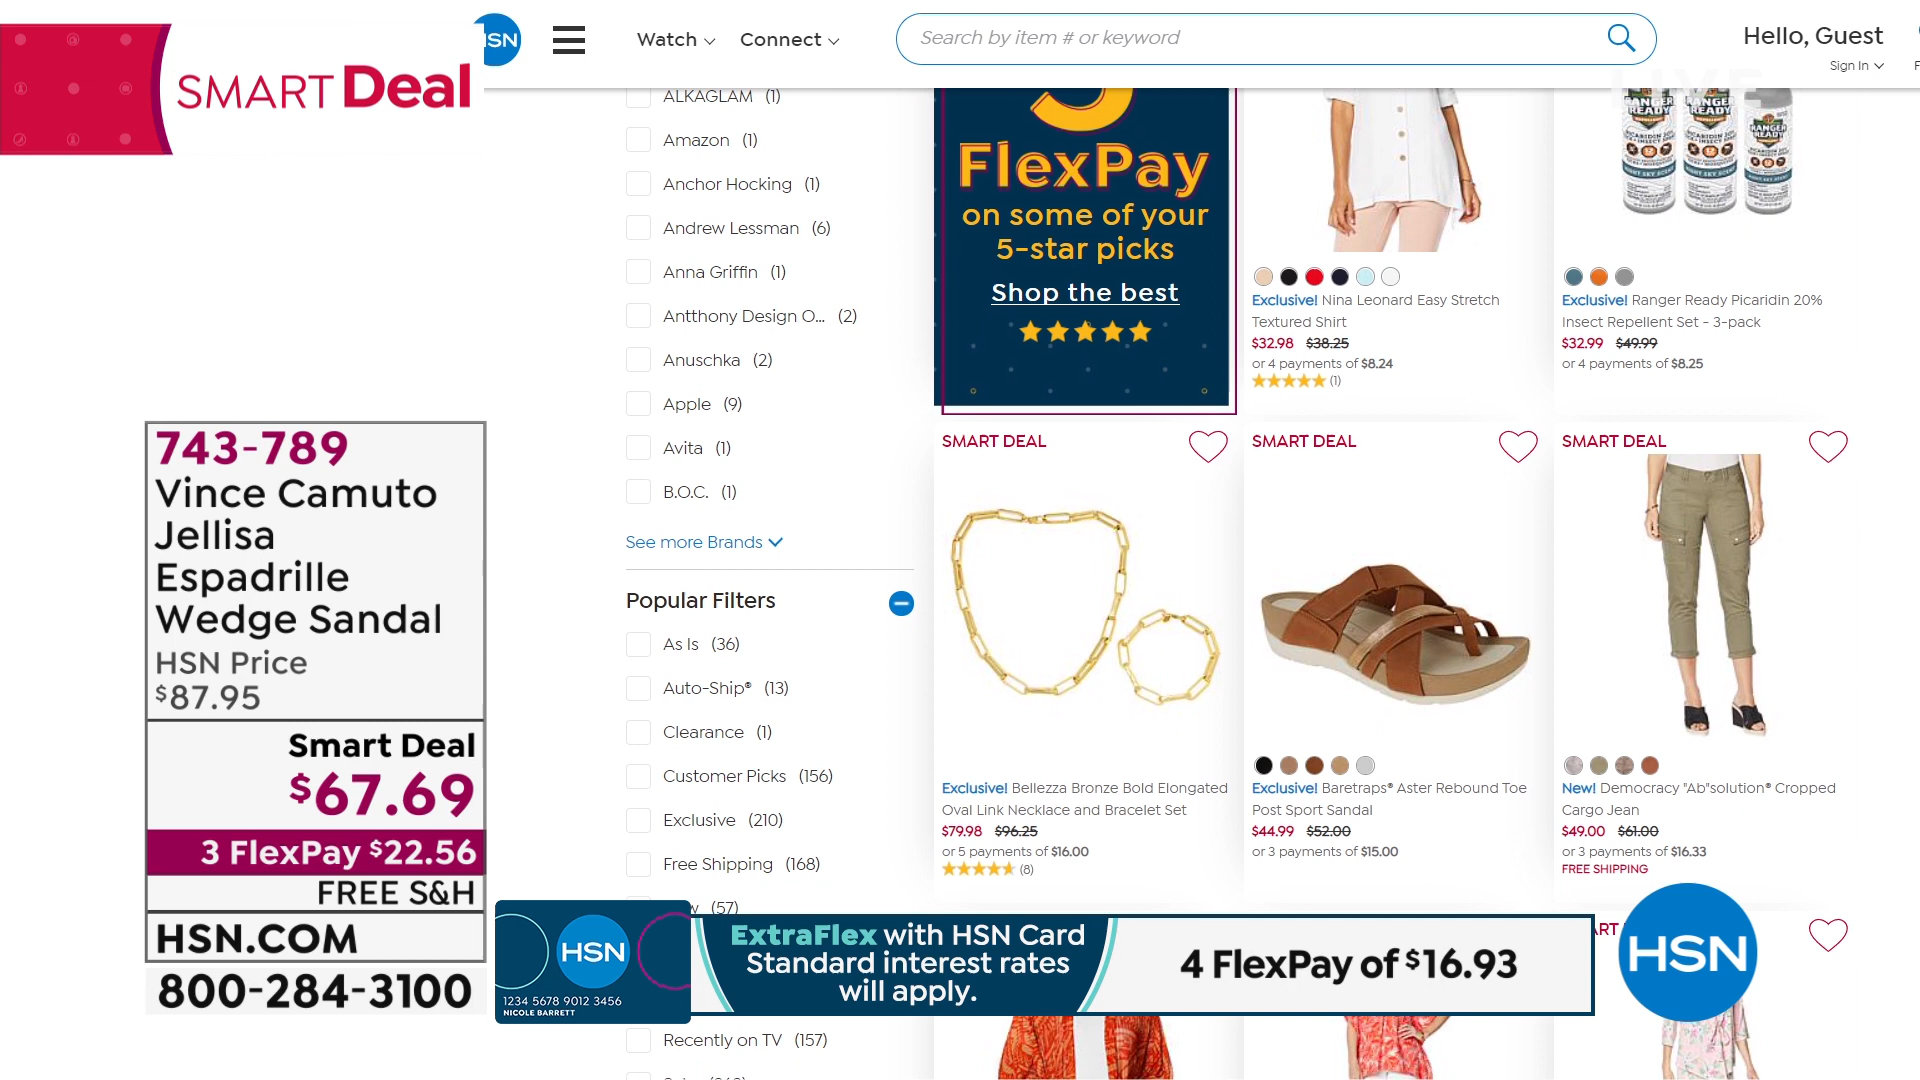 SMART Deal
HSN
Watch
Connect
Search by item # or keyword
Hello, Guest
Sign In
LIVE
ALKAGLAM (1)
Amazon (1)
Anchor Hocking (1)
Andrew Lessman (6)
Anna Griffin (1)
Antthony Design O... (2)
Anuschka (2)
Apple (9)
Avita (1)
B.O.C. (1)
See more Brands
Popular Filters
As Is (36)
Auto-Ship® (13)
Clearance (1)
Customer Picks (156)
Exclusive (210)
Free Shipping (168)
(57)
Recently on TV (157)
5
FlexPay
on some of your
5-star picks
Shop the best
Exclusive! Nina Leonard Easy Stretch
Textured Shirt
$32.98 $38.25
or 4 payments of $8.24
(1)
RANGER
READY
RANGER
READY
RANGER
READY
Exclusive! Ranger Ready Picaridin 20%
Insect Repellent Set - 3-pack
$32.99 $49.99
or 4 payments of $8.25
SMART DEAL
Exclusive! Bellezza Bronze Bold Elongated
Oval Link Necklace and Bracelet Set
$79.98 $96.25
or 5 payments of $16.00
(8)
SMART DEAL
Exclusive! Baretraps® Aster Rebound Toe
Post Sport Sandal
$44.99 $52.00
or 3 payments of $15.00
SMART DEAL
New! Democracy "Ab"solution® Cropped
Cargo Jean
$49.00 $61.00
or 3 payments of $16.33
FREE SHIPPING
743-789
Vince Camuto
Jellisa
Espadrille
Wedge Sandal
HSN Price
$87.95
Smart Deal
$67.69
3 FlexPay $22.56
FREE S&H
HSN.COM
800-284-3100
HSN
1234 5678 9012 3456
NICOLE BARRETT
ExtraFlex with HSN Card
Standard interest rates
will apply.
4 FlexPay of $16.93
HSN